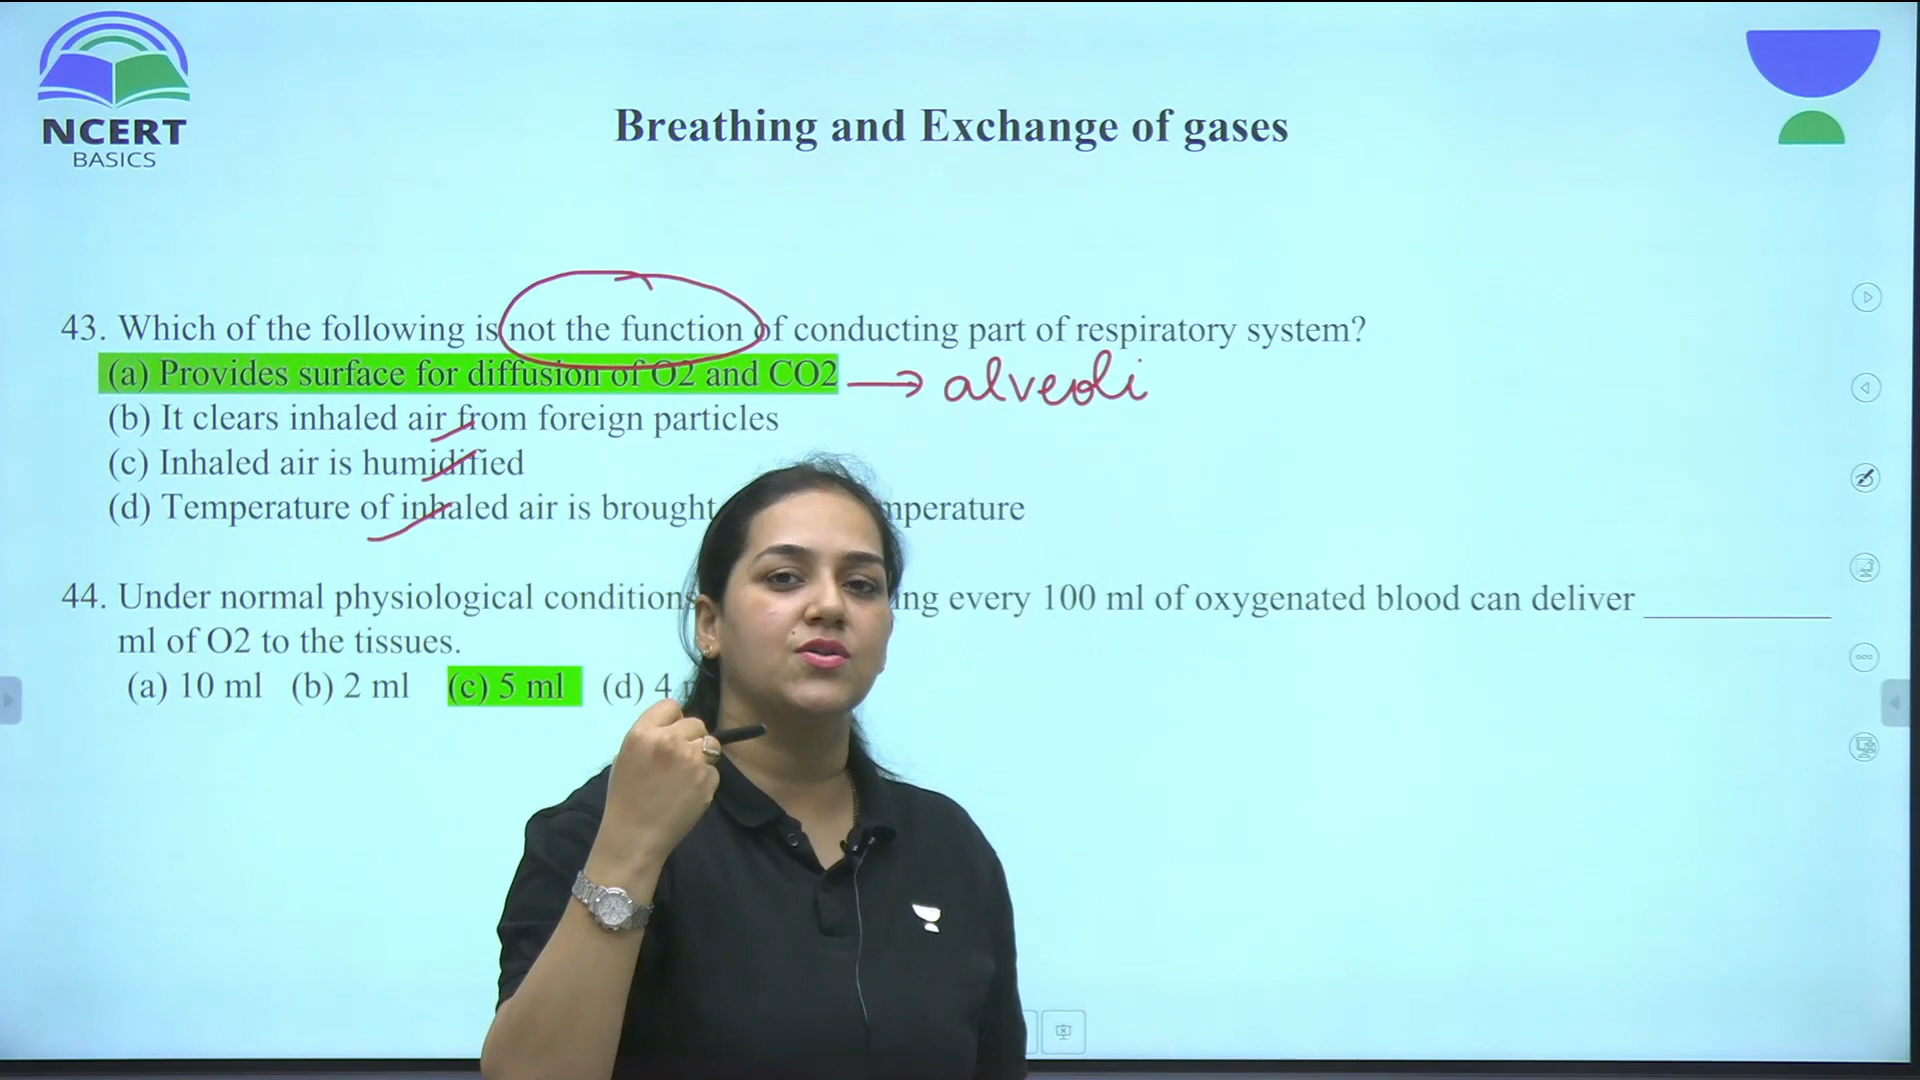 NCERT
BASICS
Breathing and Exchange of gases
43. Which of the following is not the function of conducting part of respiratory system?
(a) Provides surface for diffusion of O2 and CO2 → alveoli
(b) It clears inhaled air from foreign particles
(c) Inhaled air is humidified
(d) Temperature of inhaled air is brought
44. Under normal physiological every 100 ml of oxygenated blood can deliver ___________
ml of O2 to the tissues.
(a) 10 ml (b) 2 ml (c) 5 ml (d) 4